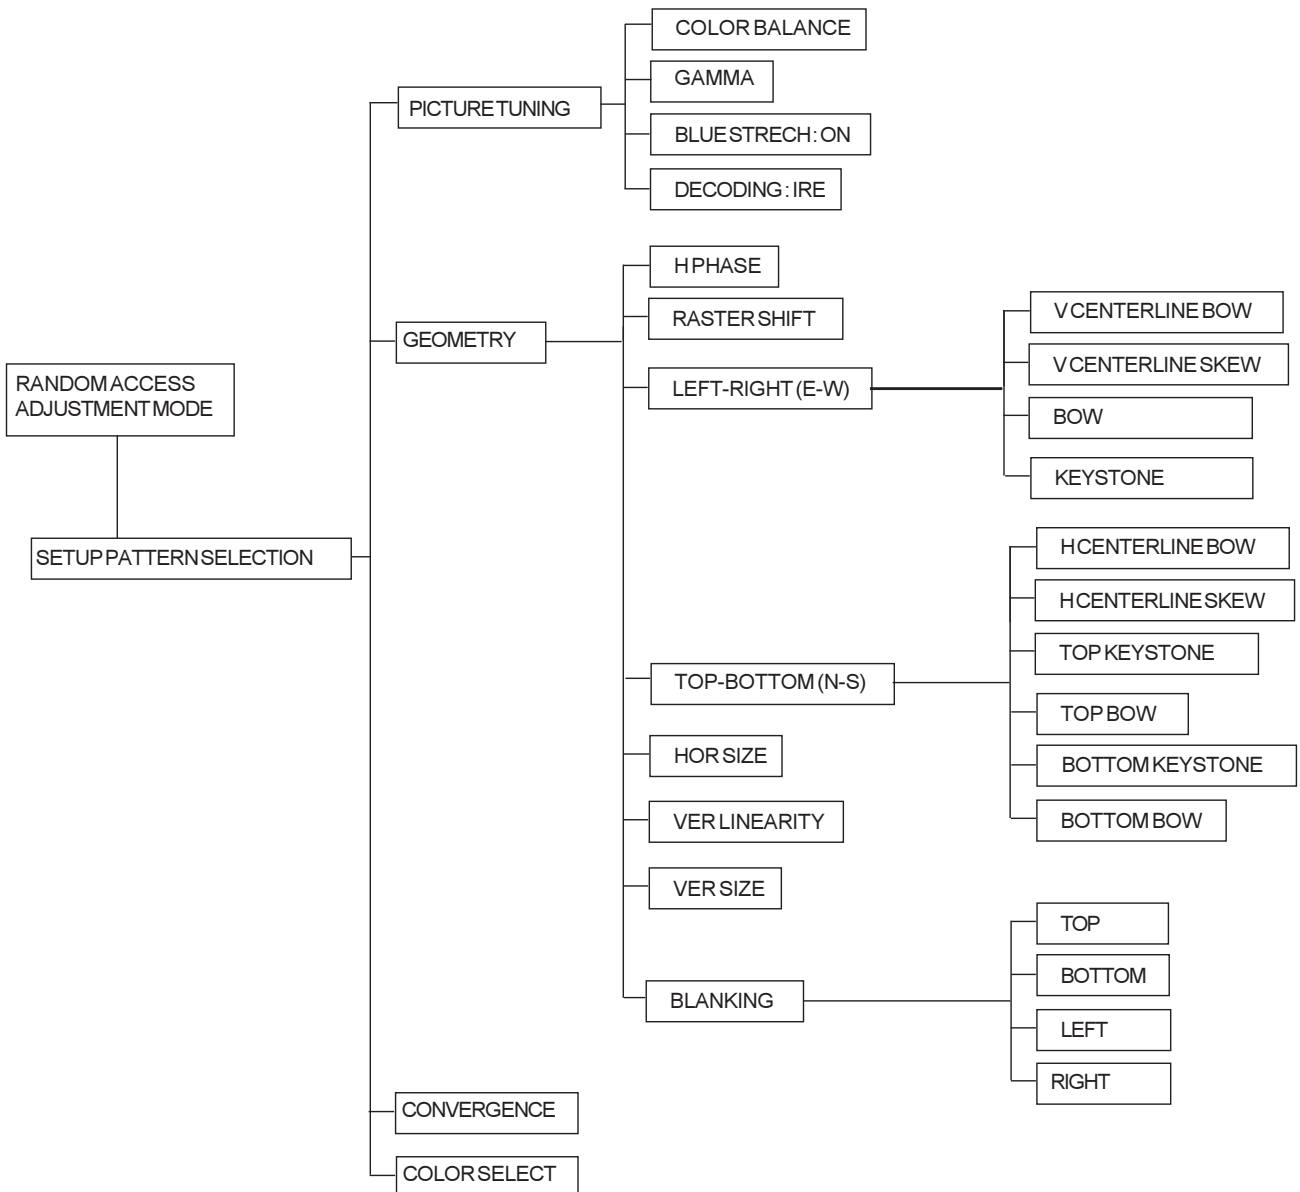 COLOR BALANCE
GAMMA
PICTURE TUNING
BLUE STRECH : ON
DECODING : IRE
H PHASE
RASTER SHIFT
GEOMETRY
LEFT-RIGHT (E-W)
V CENTERLINE BOW
V CENTERLINE SKEW
BOW
KEYSTONE
RANDOM ACCESS
ADJUSTMENT MODE
SETUP PATTERN SELECTION
H CENTERLINE BOW
H CENTERLINE SKEW
TOP KEYSTONE
TOP-BOTTOM (N-S)
TOP BOW
HOR SIZE
BOTTOM KEYSTONE
VER LINEARITY
BOTTOM BOW
VER SIZE
TOP
BOTTOM
BLANKING
LEFT
RIGHT
CONVERGENCE
COLOR SELECT